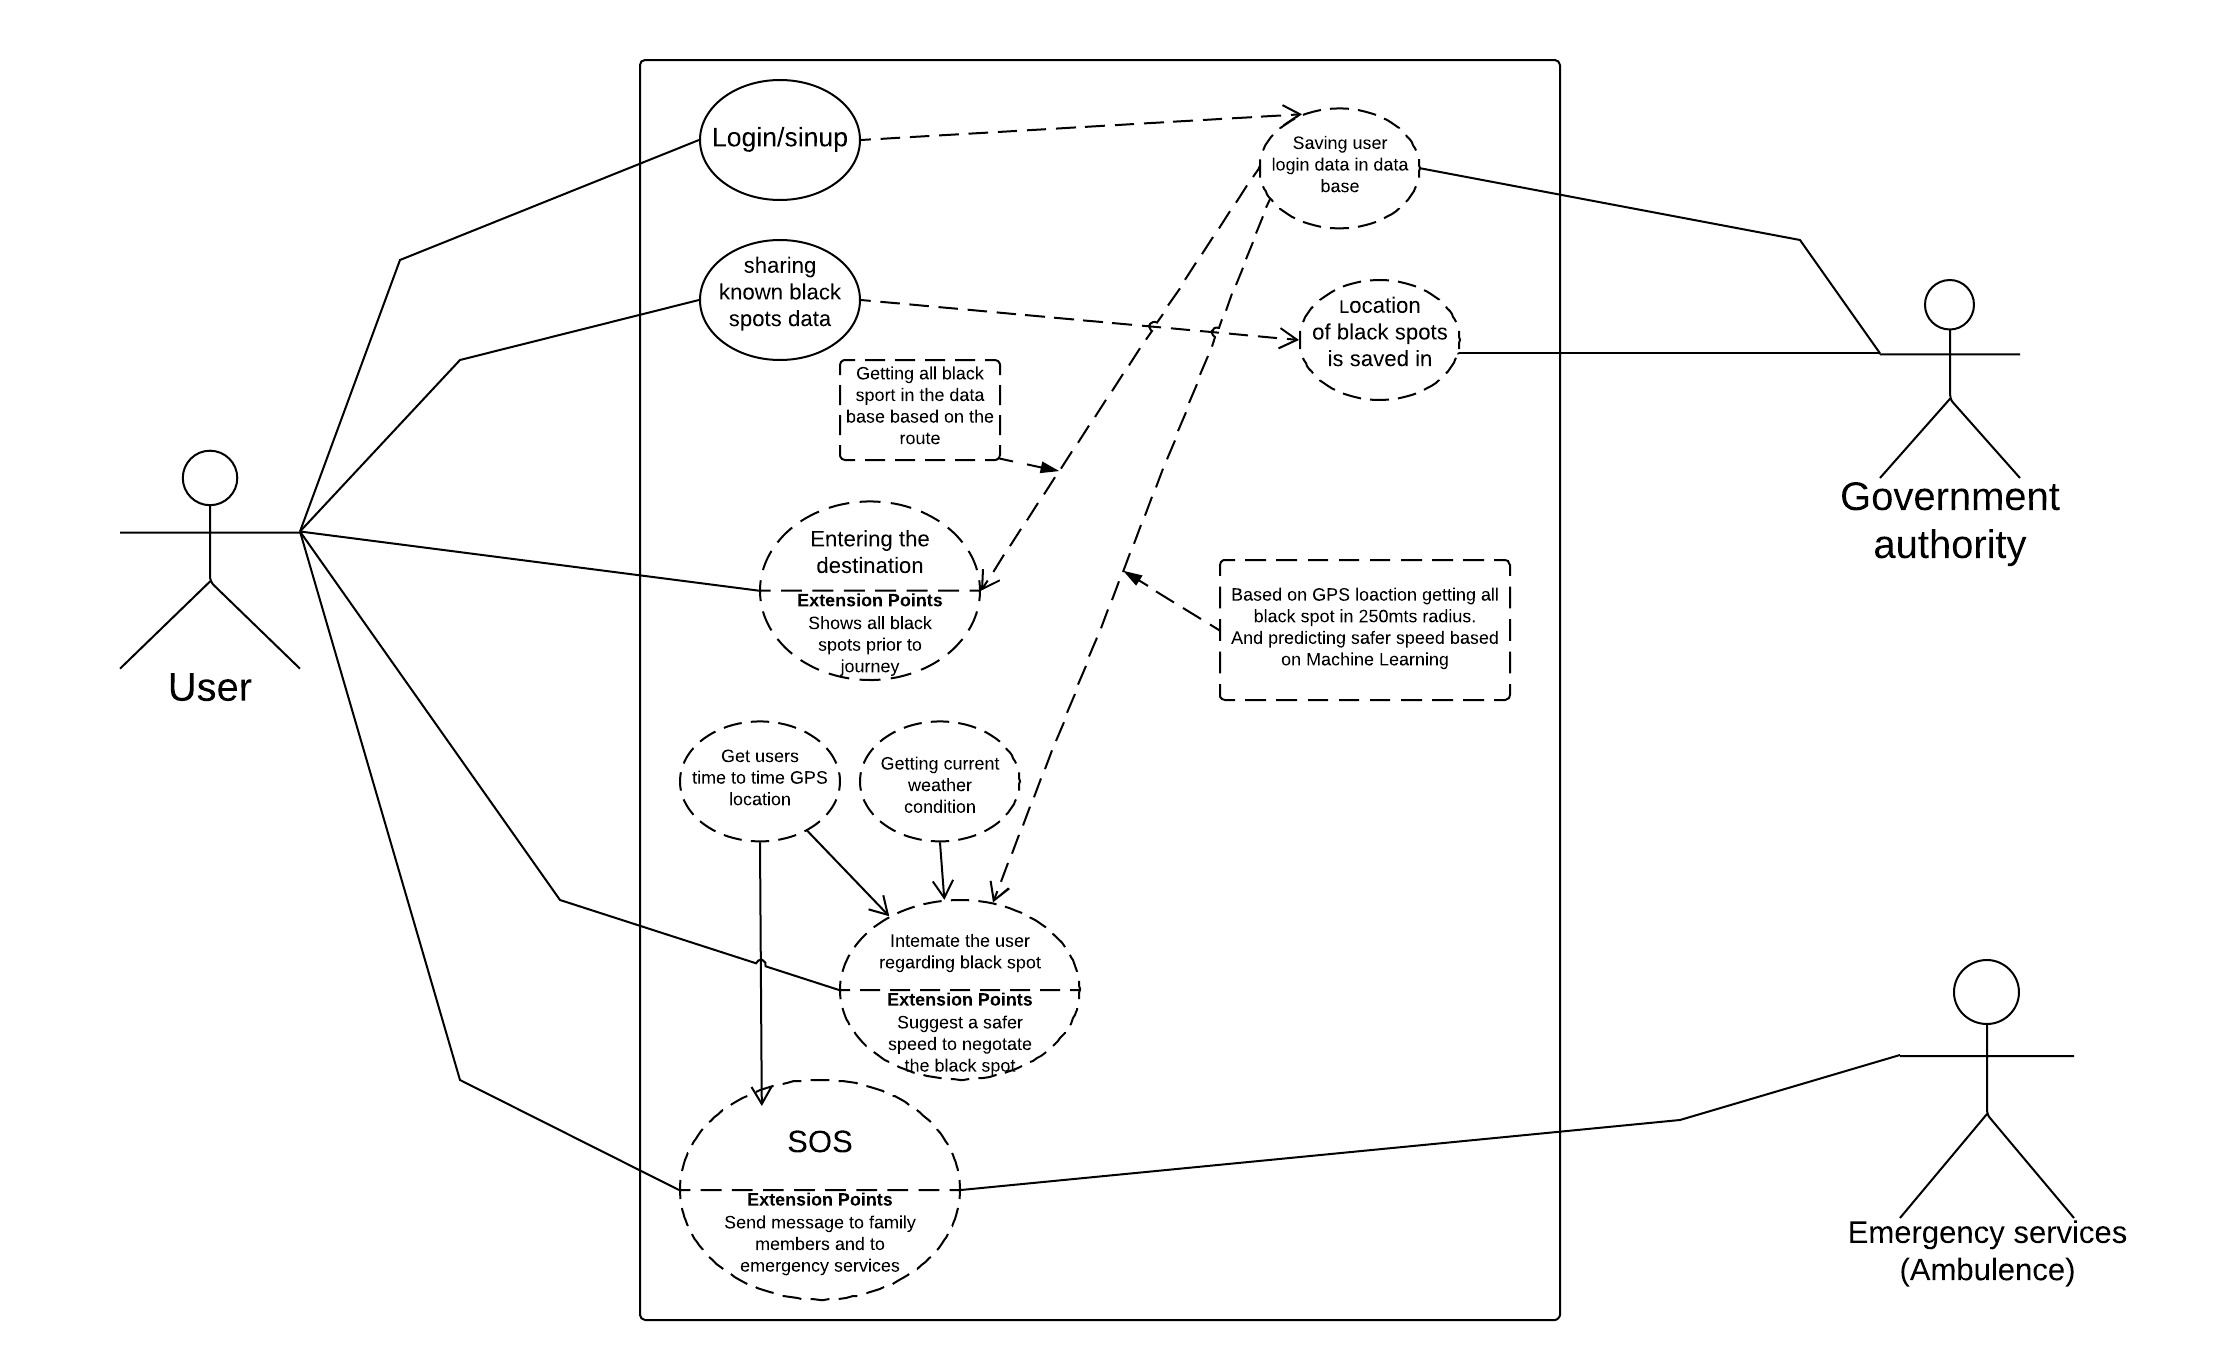 Login/sinup
Saving user
login data in data
base
sharing
known black
spots data
Location
of black spots
is saved in
Getting all black
sport in the data
base based on the
route
Government
authority
Entering the
destination
Extension Points
Shows all black
spots prior to
journey
Based on GPS loaction getting all
black spot in 250mts radius.
And predicting safer speed based
on Machine Learning
User
Get users
time to time GPS
location
Getting current
weather
condition
Intemate the user
regarding black spot
Extension Points
Suggest a safer
speed to negotate
the black spot
SOS
Extension Points
Send message to family
members and to
emergency services
Emergency services
(Ambulence)